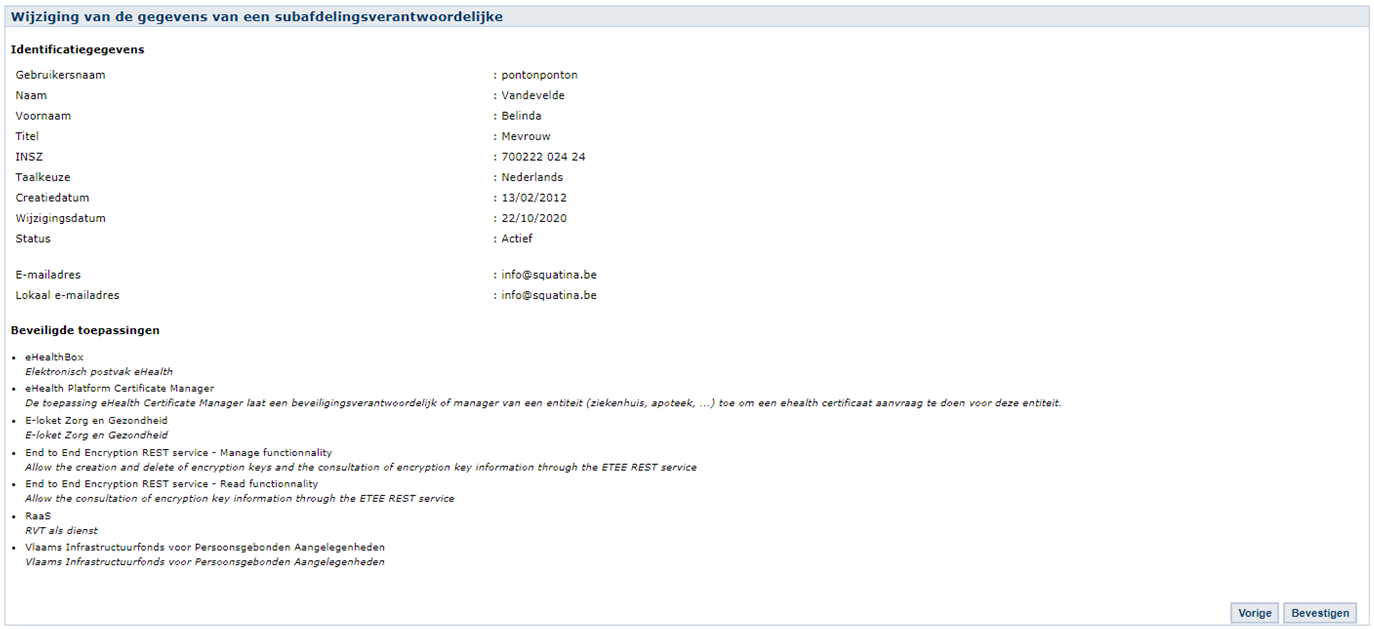 Wijziging van de gegevens van een subafdelingsverantwoordelijke
Identificatiegegevens
Gebruikersnaam : pontonponton
Naam : Vandevelde
Voornaam : Belinda
Titel : Mevrouw
INSZ : 700222 024 24
Taalkeuze : Nederlands
Creatiedatum : 13/02/2012
Wijzigingsdatum : 22/10/2020
Status : Actief
E-mailadres : info@squatina.be
Lokaal e-mailadres : info@squatina.be
Beveiligde toepassingen
• eHealthBox
Elektronisch postvak eHealth
• eHealth Platform Certificate Manager
De toepassing eHealth Certificate Manager laat een beveiligingsverantwoordelijk of manager van een entiteit (ziekenhuis, apoteek, ...) toe om een ehealth certificaat aanvraag te doen voor deze entiteit.
• E-loket Zorg en Gezondheid
E-loket Zorg en Gezondheid
• End to End Encryption REST service - Manage functionnality
Allow the creation and delete of encryption keys and the consultation of encryption key information through the ETEE REST service
• End to End Encryption REST service - Read functionnality
Allow the consultation of encryption key information through the ETEE REST service
• RaaS
RVT als dienst
• Vlaams Infrastructuurfonds voor Persoonsgebonden Aangelegenheden
Vlaams Infrastructuurfonds voor Persoonsgebonden Aangelegenheden
Vorige Bevestigen